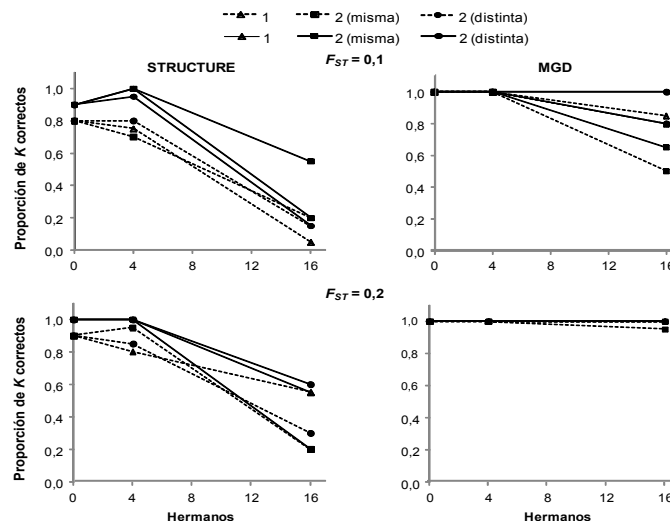 1 2 (misma) 2 (distinta)
1 2 (misma) 2 (distinta)
STRUCTURE F_ST = 0,1 MGD
Proporción de K correctos
1,0 1,0
0,8 0,8
0,6 0,6
0,4 0,4
0,2 0,2
0,0 0,0
0 4 8 12 16 0 4 8 12 16
F_ST = 0,2
Proporción de K correctos
1,0 1,0
0,8 0,8
0,6 0,6
0,4 0,4
0,2 0,2
0,0 0,0
0 4 8 12 16 0 4 8 12 16
Hermanos Hermanos